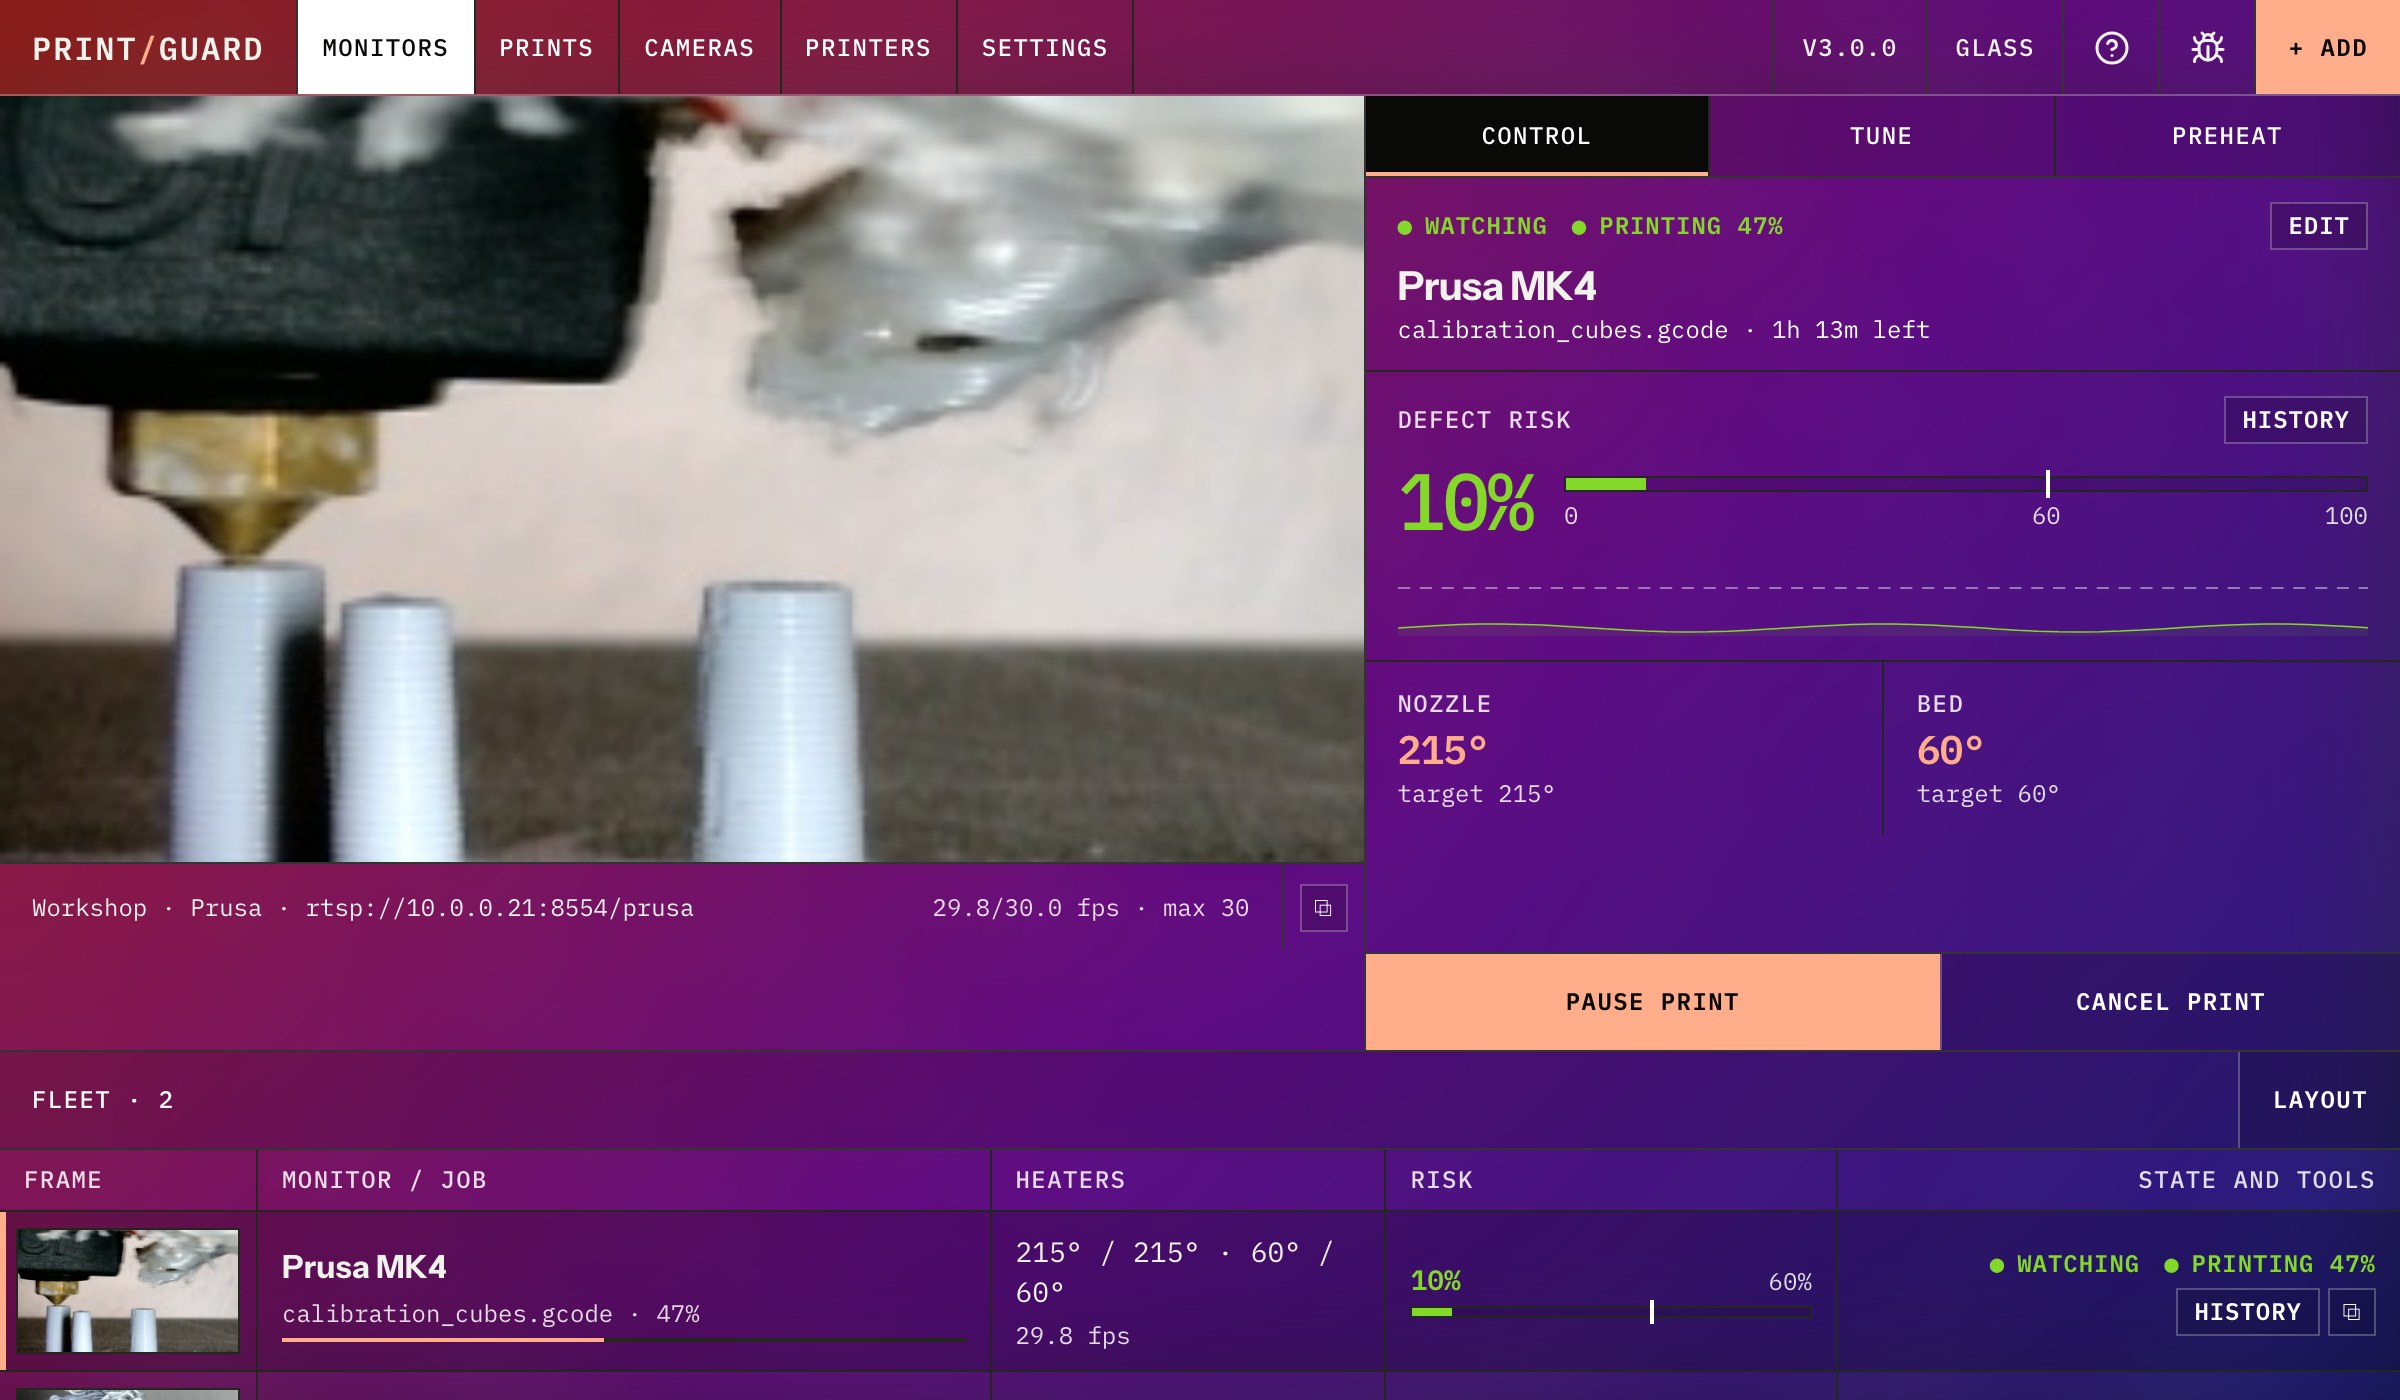 PRINT/GUARD MONITORS PRINTS CAMERAS PRINTERS SETTINGS V3.0.0 GLASS + ADD
CONTROL TUNE PREHEAT
WATCHING PRINTING 47% EDIT
Prusa MK4
calibration_cubes.gcode · 1h 13m left
DEFECT RISK HISTORY
10%
0 60 100
NOZZLE BED
215° 60°
target 215° target 60°
Workshop · Prusa · rtsp://10.0.0.21:8554/prusa 29.8/30.0 fps · max 30
PAUSE PRINT CANCEL PRINT
FLEET · 2 LAYOUT
FRAME MONITOR / JOB HEATERS RISK STATE AND TOOLS
Prusa MK4
calibration_cubes.gcode · 47%
215° / 215° · 60° /
60°
29.8 fps
10% 60%
WATCHING PRINTING 47%
HISTORY